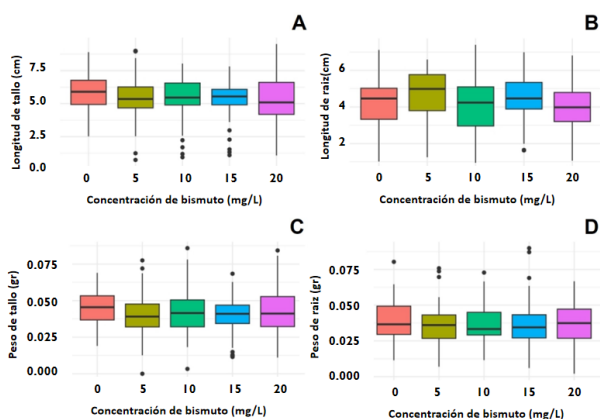 A
Longitud de tallo (cm)
7.5
5.0
2.5
0.0
0 5 10 15 20
Concentración de bismuto (mg/L)
B
Longitud de raiz(cm)
6
4
2
0 5 10 15 20
Concentración de bismuto (mg/L)
C
Peso de tallo (gr)
0.075
0.050
0.025
0.000
0 5 10 15 20
Concentración de bismuto (mg/L)
D
Peso de raiz (gr)
0.075
0.050
0.025
0.000
0 5 10 15 20
Concentración de bismuto (mg/L)